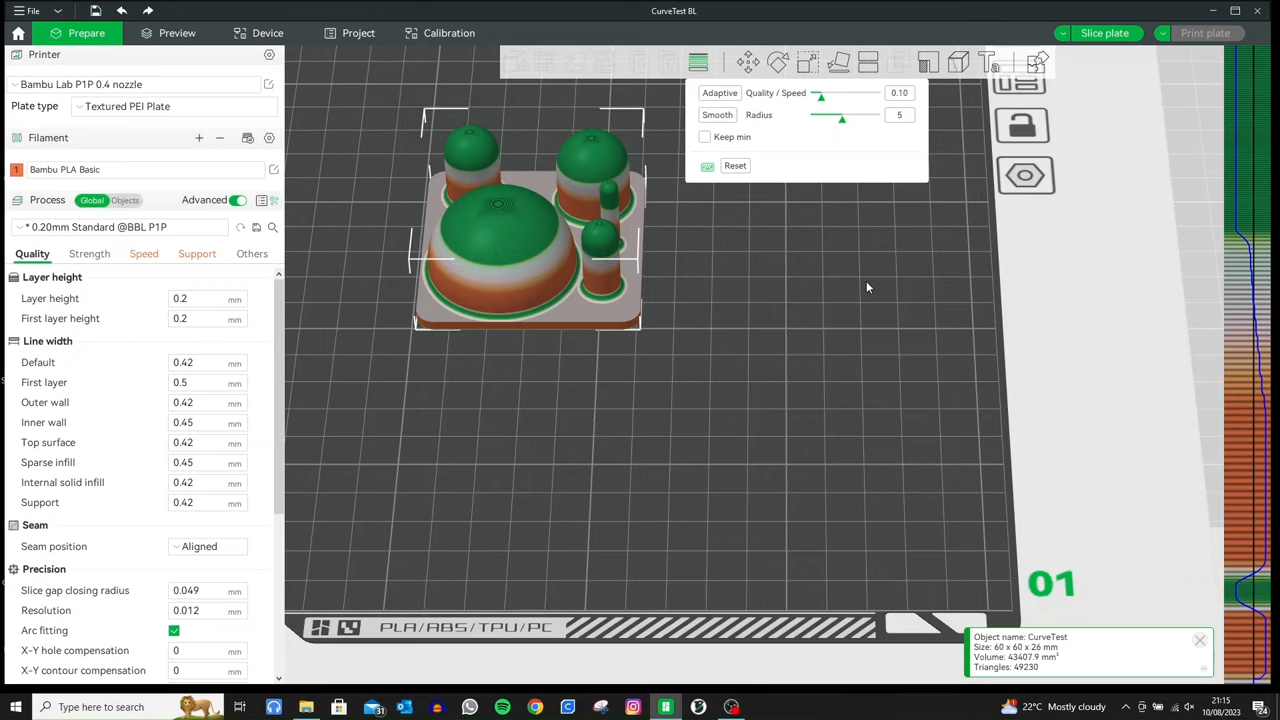 File
CurveTest BL
Prepare
Preview
Device
Project
Calibration
Slice plate
Print plate
Printer
Bambu Lab P1P 0.4 nozzle
Plate type
Textured PEI Plate
Filament
1 Bambu PLA Basic
Process
Global
Objects
Advanced
* 0.20mm Standard @BBL P1P
Quality
Strength
Speed
Support
Others
Layer height
Layer height 0.2 mm
First layer height 0.2 mm
Line width
Default 0.42 mm
First layer 0.5 mm
Outer wall 0.42 mm
Inner wall 0.45 mm
Top surface 0.42 mm
Sparse infill 0.45 mm
Internal solid infill 0.42 mm
Support 0.42 mm
Seam
Seam position Aligned
Precision
Slice gap closing radius 0.049 mm
Resolution 0.012 mm
Arc fitting
X-Y hole compensation 0 mm
X-Y contour compensation 0 mm
Adaptive Quality / Speed 0.10
Smooth Radius 5
Keep min
Reset
01
PLA/ABS/TPU/PC
Object name: CurveTest
Size: 60 x 60 x 26 mm
Volume: 43407.9 mm³
Triangles: 49230
Type here to search
31
22°C Mostly cloudy
21:15
10/08/2023
24